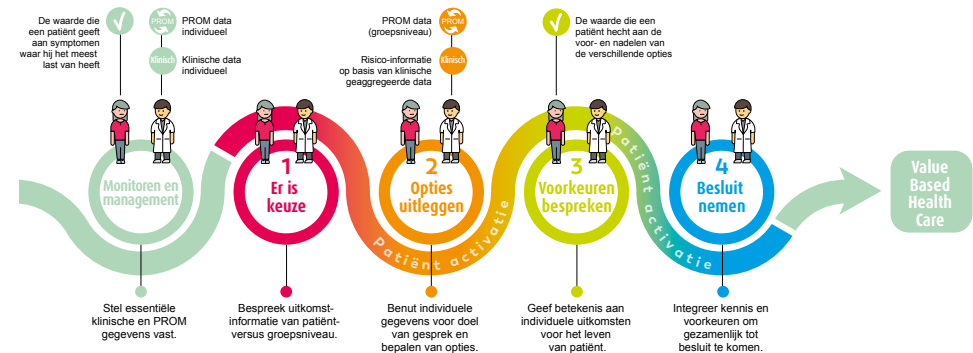 De waarde die
een patiënt geeft
aan symptomen
waar hij het meest
last van heeft
PROM
PROM data
individueel
Klinisch
Klinische data
individueel
PROM data
(groepsniveau)
PROM
Risico-informatie
op basis van klinische
geaggregeerde data
Klinisch
De waarde die een
patiënt hecht aan de
voor- en nadelen van
de verschillende opties
Monitoren en
management
1
Er is
keuze
Patiënt activatie
2
Opties
uitleggen
3
Voorkeuren
bespreken
Patiënt activatie
4
Besluit
nemen
Value
Based
Health
Care
Stel essentiële
klinische en PROM
gegevens vast.
Bespreek uitkomst-
informatie van patiënt-
versus groepsniveau.
Benut individuele
gegevens voor doel
van gesprek en
bepalen van opties.
Geef betekenis aan
individuele uitkomsten
voor het leven
van patiënt.
Integreer kennis en
voorkeuren om
gezamenlijk tot
besluit te komen.